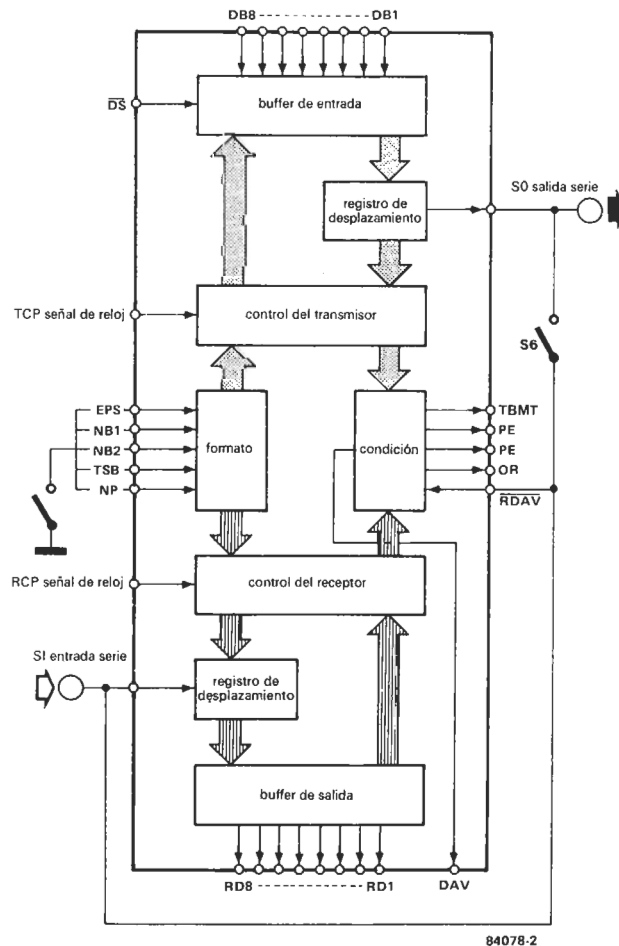 DB8 DB1
buffer de entrada
DS
registro de
desplazamiento
S0 salida serie
TCP señal de reloj
control del transmisor
S6
EPS
NB1
NB2
TSB
NP
formato
condición
TBMT
PE
PE
OR
RDAV
RCP señal de reloj
control del receptor
SI entrada serie
registro de
desplazamiento
buffer de salida
RD8 RD1
DAV
84078-2